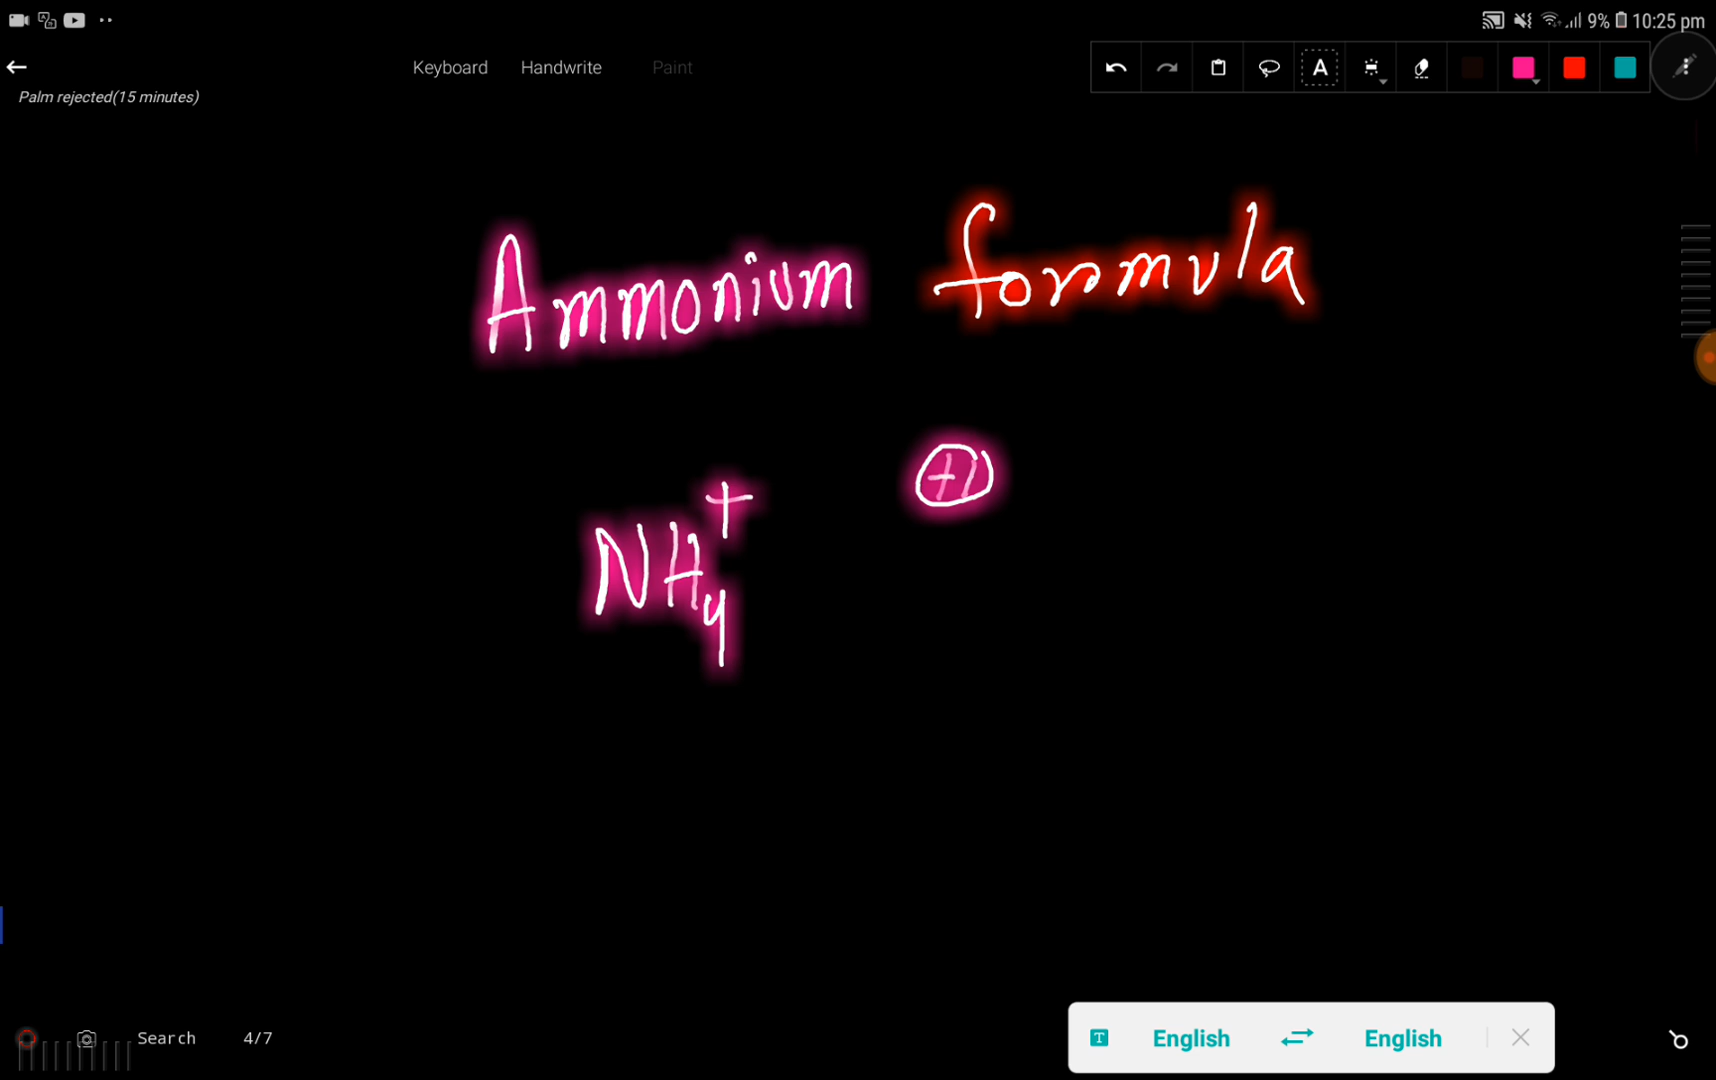 9% 10:25 pm
Keyboard Handwrite Paint
A
Palm rejected(15 minutes)
Ammonium formula
+1
NH4+
Search 4/7
T English English